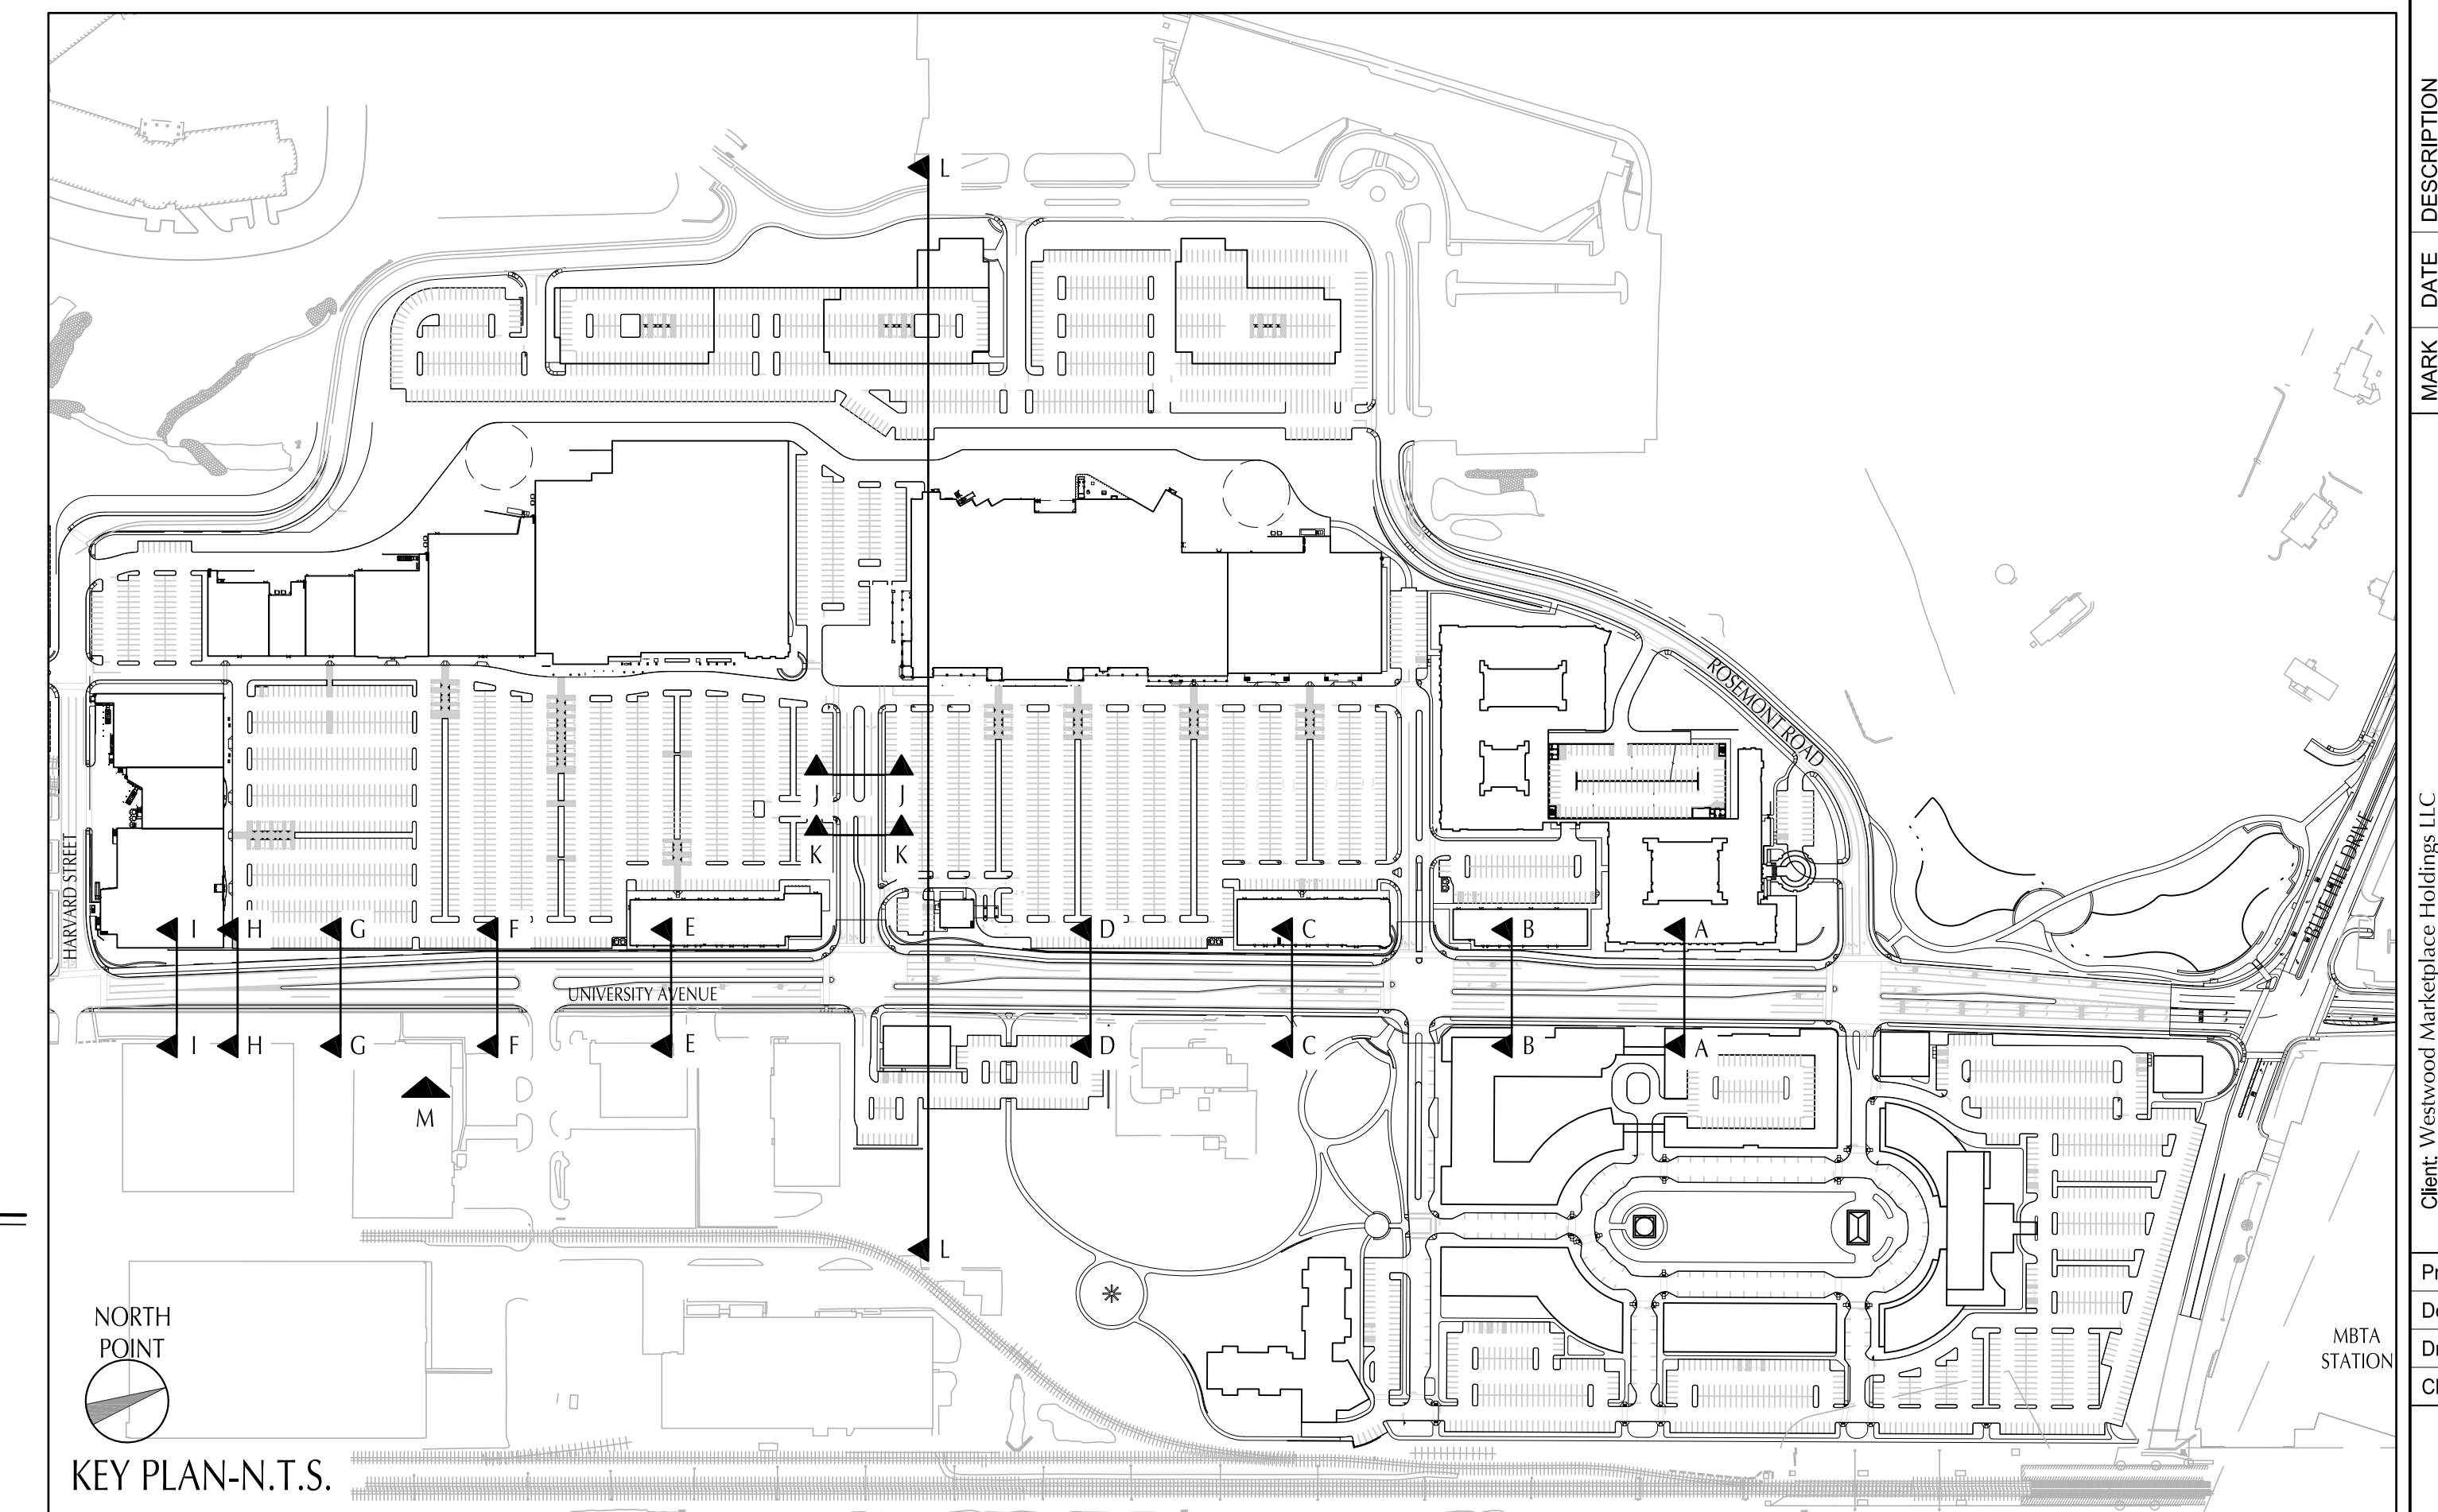 L
ROSEMONT ROAD
J
J
K
K
HARVARD STREET
BLUE HILL DRIVE
I
H
G
F
E
D
C
B
A
UNIVERSITY AVENUE
I
H
G
F
E
D
C
B
A
M
L
NORTH
POINT
KEY PLAN-N.T.S.
MBTA
STATION
MARK
DATE
DESCRIPTION
Client: Westwood Marketplace Holdings LLC